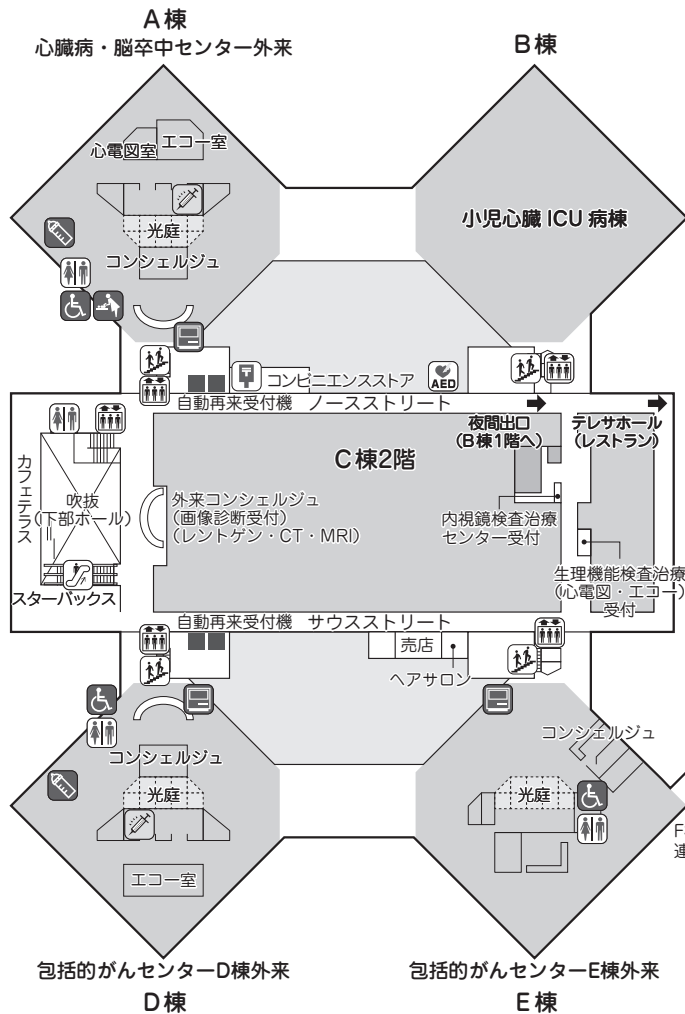 A棟
心臓病・脳卒中センター外来
B棟
心電図室
エコー室
光庭
コンシェルジュ
小児心臓 ICU 病棟
コンビニエンスストア
AED
自動再来受付機
ノースストリート
夜間出口
(B棟1階へ)
テレサホール
(レストラン)
C棟2階
カフェテラス
吹抜
(下部ホール)
外来コンシェルジュ
(画像診断受付)
(レントゲン・CT・MRI)
内視鏡検査治療
センター受付
生理機能検査治療
(心電図・エコー)
受付
スターバックス
自動再来受付機
サウスストリート
売店
ヘアサロン
コンシェルジュ
光庭
エコー室
コンシェルジュ
光庭
連
包括的がんセンターD棟外来
D棟
包括的がんセンターE棟外来
E棟